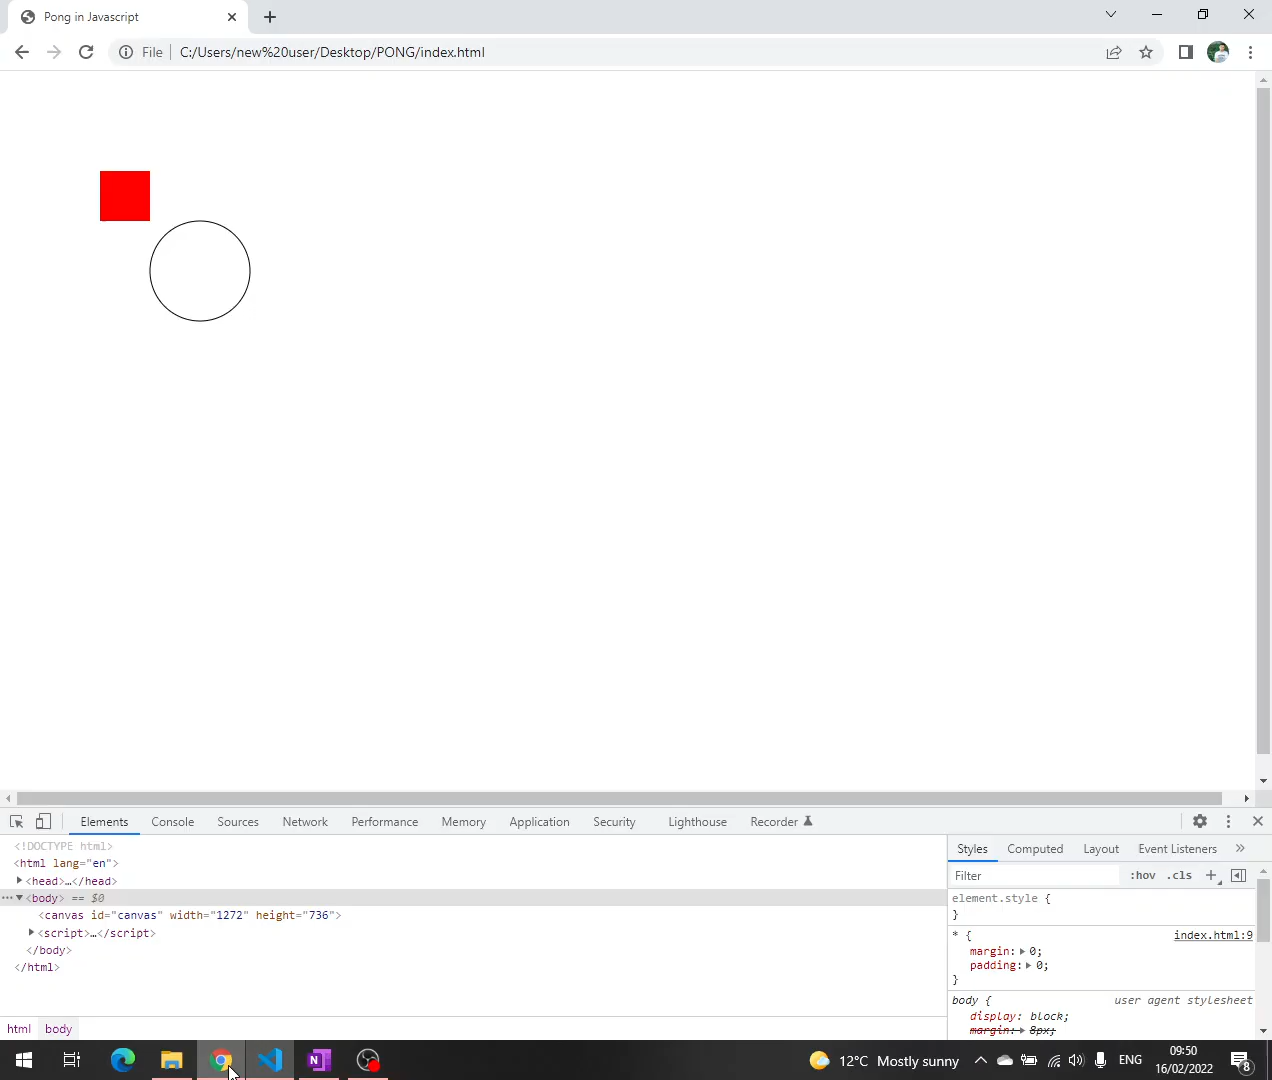 Pong in Javascript
File | C:/Users/new%20user/Desktop/PONG/index.html
Elements Console Sources Network Performance Memory Application Security Lighthouse Recorder
<!DOCTYPE html>
<html lang="en">
<head>…</head>
<body> == $0
<canvas id="canvas" width="1272" height="736">
<script>…</script>
</body>
</html>
html body
Styles Computed Layout Event Listeners »
Filter :hov .cls +
element.style {
}
* { index.html:9
margin: 0;
padding: 0;
}
body { user agent stylesheet
display: block;
margin: 8px;
12°C Mostly sunny ENG 09:50
16/02/2022 8